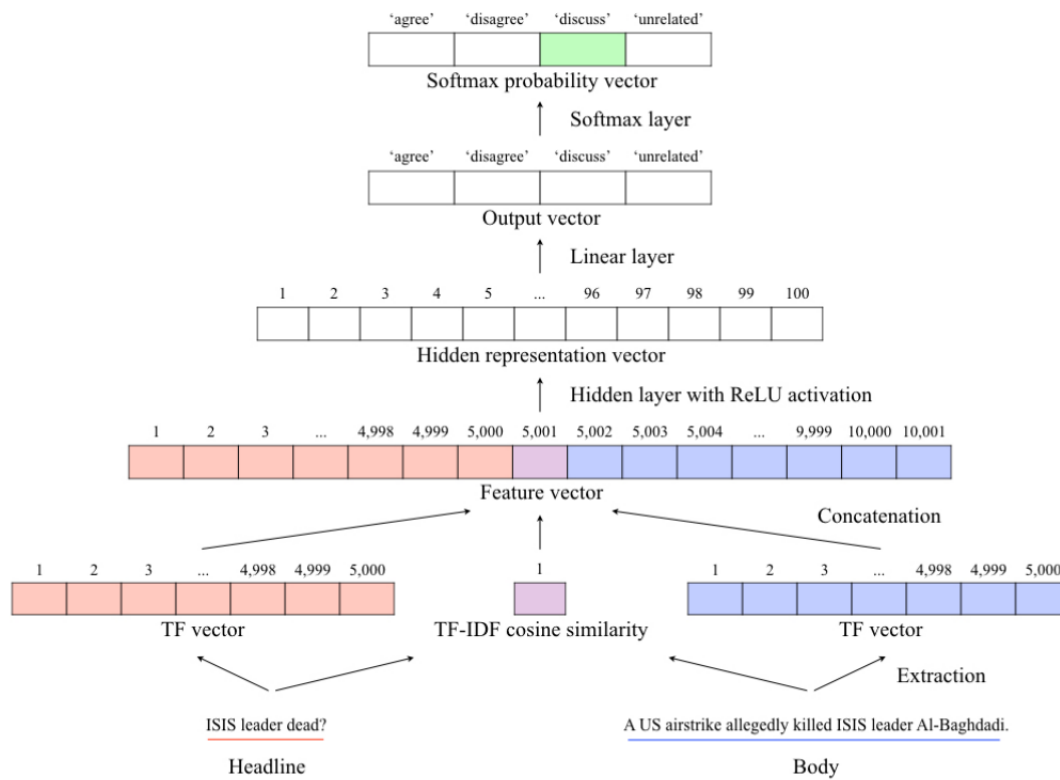 ‘agree’ ‘disagree’ ‘discuss’ ‘unrelated’
Softmax probability vector
Softmax layer
‘agree’ ‘disagree’ ‘discuss’ ‘unrelated’
Output vector
Linear layer
1 2 3 4 5 ... 96 97 98 99 100
Hidden representation vector
Hidden layer with ReLU activation
1 2 3 ... 4,998 4,999 5,000 5,001 5,002 5,003 5,004 ... 9,999 10,000 10,001
Feature vector
Concatenation
1 2 3 ... 4,998 4,999 5,000 1 1 2 3 ... 4,998 4,999 5,000
TF vector TF-IDF cosine similarity TF vector
Extraction
ISIS leader dead? A US airstrike allegedly killed ISIS leader Al-Baghdadi.
Headline Body